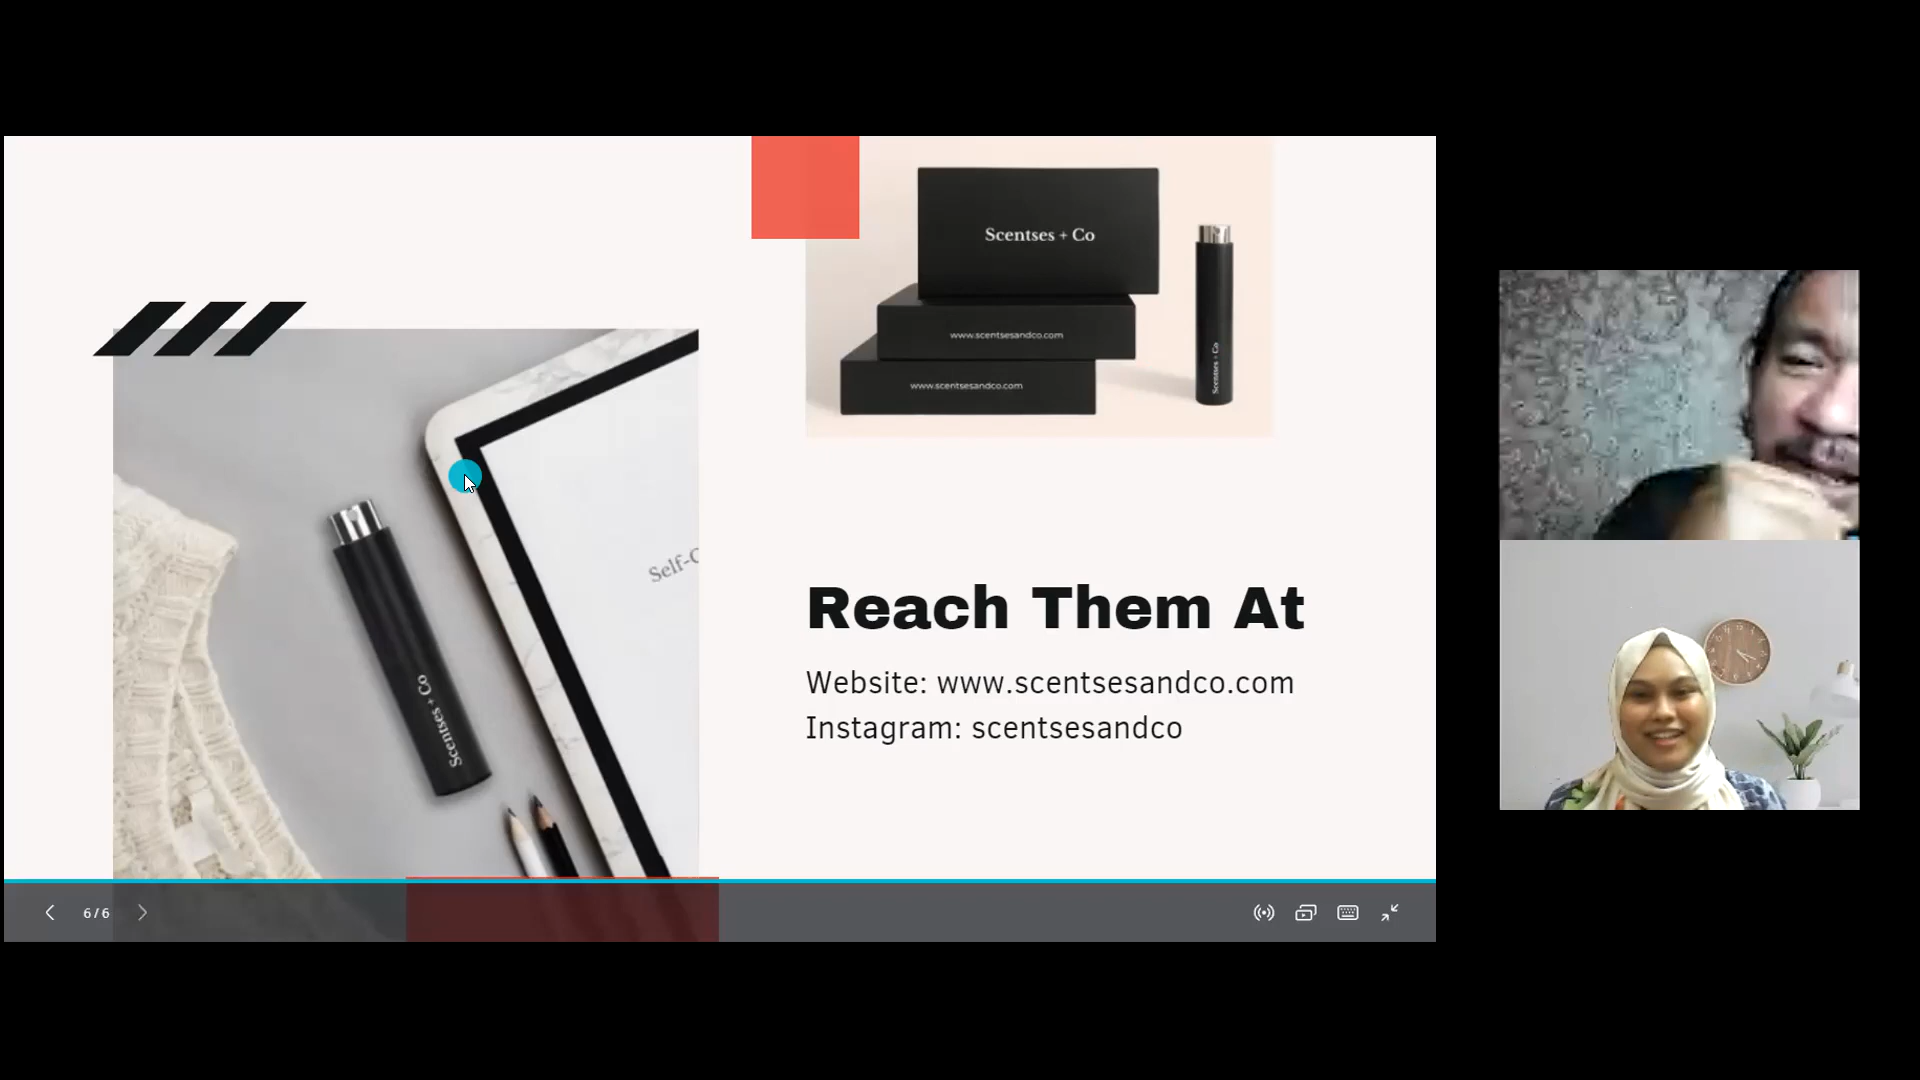 Scentses + Co
www.scentsesandco.com
www.scentsesandco.com
Scentses + Co
Self-C
Scentses + Co
Reach Them At
Website: www.scentsesandco.com
Instagram: scentsesandco
6/6